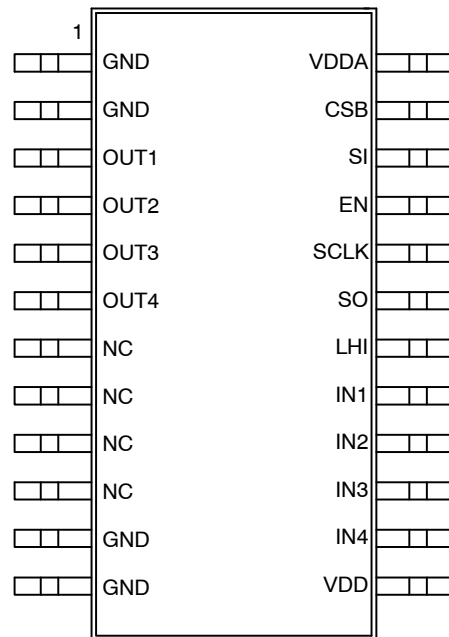 1
GND VDDA
GND CSB
OUT1 SI
OUT2 EN
OUT3 SCLK
OUT4 SO
NC LHI
NC IN1
NC IN2
NC IN3
GND IN4
GND VDD